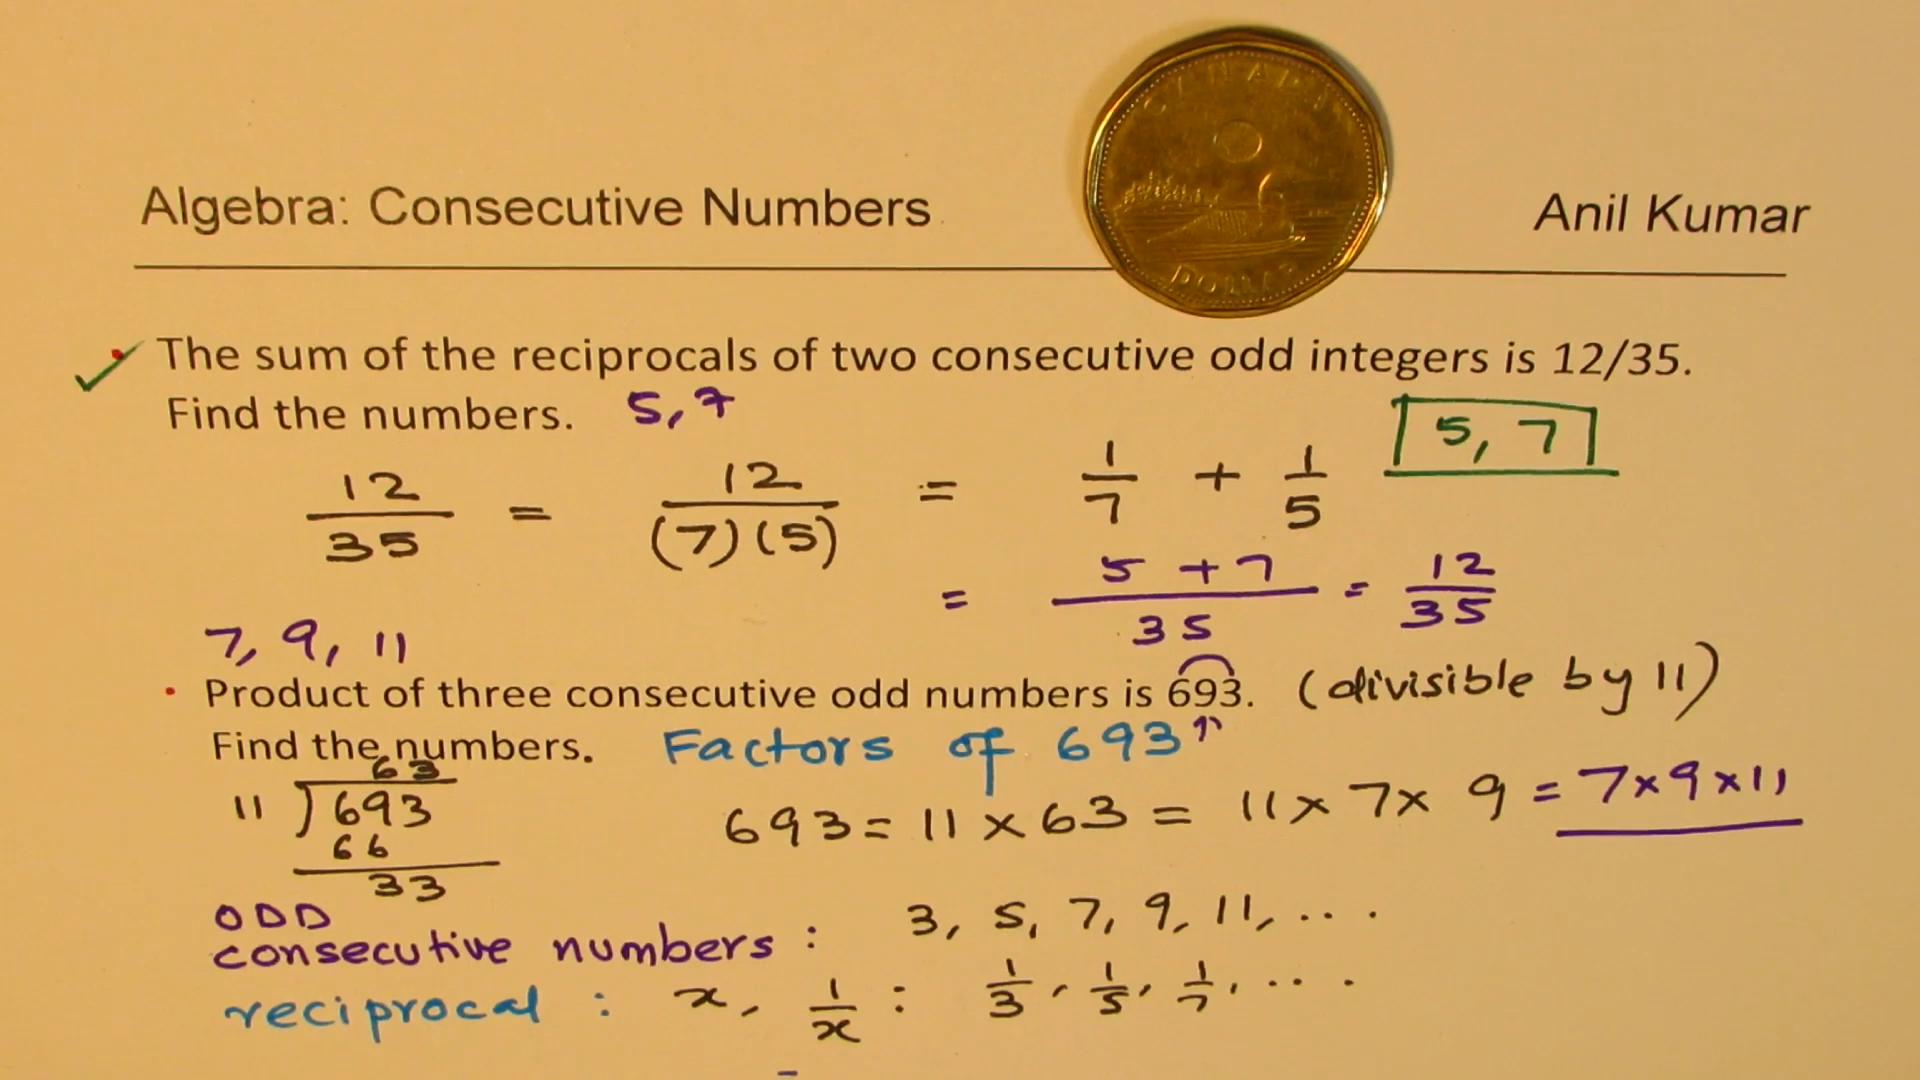 CANADA
DOLLAR
Algebra: Consecutive Numbers
Anil Kumar
The sum of the reciprocals of two consecutive odd integers is 12/35.
Find the numbers. 5, 7
5, 7
12/35 = 12/(7)(5) = 1/7 + 1/5
= 5 + 7/35 = 12/35
7, 9, 11
Product of three consecutive odd numbers is 693. (divisible by 11)
Find the numbers. Factors of 693
63
11 ) 693
66
33
693 = 11 × 63 = 11 × 7 × 9 = 7 × 9 × 11
ODD
consecutive numbers : 3, 5, 7, 9, 11, ...
reciprocal : x, 1/x : 1/3, 1/5, 1/7, ...